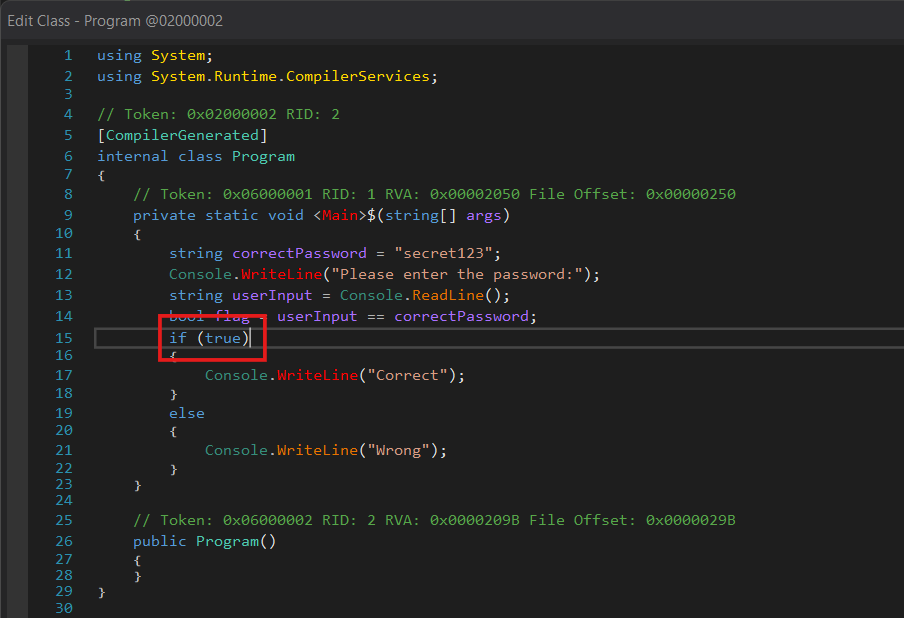 Edit Class - Program @02000002
1 using System;
2 using System.Runtime.CompilerServices;
3
4 // Token: 0x02000002 RID: 2
5 [CompilerGenerated]
6 internal class Program
7 {
8 // Token: 0x06000001 RID: 1 RVA: 0x00002050 File Offset: 0x00000250
9 private static void <Main>$(string[] args)
10 {
11 string correctPassword = "secret123";
12 Console.WriteLine("Please enter the password:");
13 string userInput = Console.ReadLine();
14 bool flag = userInput == correctPassword;
15 if (true)
16 {
17 Console.WriteLine("Correct");
18 }
19 else
20 {
21 Console.WriteLine("Wrong");
22 }
23 }
24
25 // Token: 0x06000002 RID: 2 RVA: 0x0000209B File Offset: 0x0000029B
26 public Program()
27 {
28 }
29 }
30